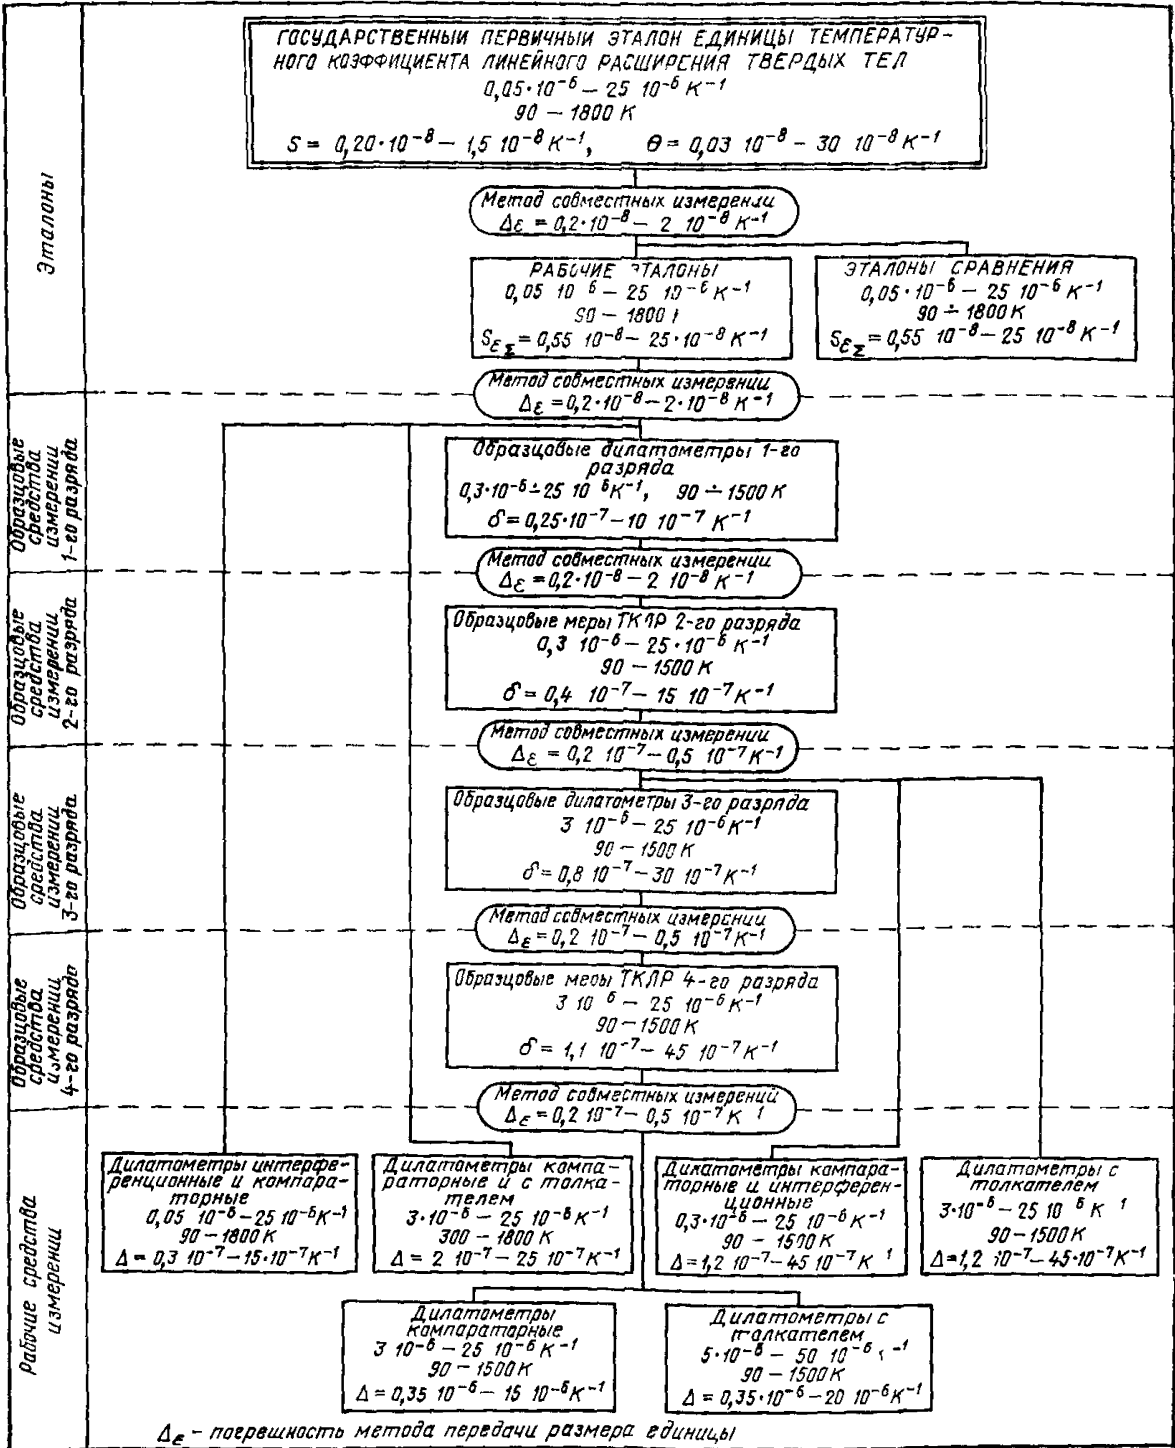 ГОСУДАРСТВЕННЫЙ ПЕРВИЧНЫЙ ЭТАЛОН ЕДИНИЦЫ ТЕМПЕРАТУР-
НОГО КОЭФФИЦИЕНТА ЛИНЕЙНОГО РАСШИРЕНИЯ ТВЕРДЫХ ТЕЛ
0,05·10⁻⁶ – 25 10⁻⁶ К⁻¹
90 – 1800 К
S = 0,20·10⁻⁸ – 1,5 10⁻⁸ К⁻¹, Θ = 0,03 10⁻⁸ – 30 10⁻⁸ К⁻¹
Эталоны
Метод совместных измерении
Δε = 0,2·10⁻⁸ – 2 10⁻⁸ К⁻¹
РАБОЧИЕ ЭТАЛОНЫ
0,05 10 ⁶ – 25 10⁻⁶ К⁻¹
90 – 1800
SεΣ = 0,55 10⁻⁸ – 25·10⁻⁸ К⁻¹
ЭТАЛОНЫ СРАВНЕНИЯ
0,05·10⁻⁶ – 25 10⁻⁶ К⁻¹
90 ÷ 1800 К
SεΣ = 0,55 10⁻⁸ – 25 10⁻⁸ К⁻¹
Метод совместных измерении
Δε = 0,2·10⁻⁸ – 2·10⁻⁸ К⁻¹
Образцовые
средства
измерении
1-го разряда
Образцовые дилатометры 1-го
разряда
0,3·10⁻⁶ ÷ 25 10 ⁶ К⁻¹, 90 ÷ 1500 К
δ = 0,25·10⁻⁷ – 10 10⁻⁷ К⁻¹
Метод совместных измерении
Δε = 0,2·10⁻⁸ – 2 10⁻⁸ К⁻¹
Образцовые
средства
измерении
2-го разряда
Образцовые меры ТКЛР 2-го разряда
0,3 10⁻⁶ – 25·10⁻⁶ К⁻¹
90 – 1500 К
δ = 0,4 10⁻⁷ – 15 10⁻⁷ К⁻¹
Метод совместных измерении
Δε = 0,2 10⁻⁷ – 0,5 10⁻⁷ К⁻¹
Образцовые
средства
измерении
3-го разряда
Образцовые дилатометры 3-го разряда
3 10⁻⁶ – 25 10⁻⁶ К⁻¹
90 – 1500 К
δ = 0,8 10⁻⁷ – 30 10⁻⁷ К⁻¹
Метод совместных измерении
Δε = 0,2 10⁻⁷ – 0,5 10⁻⁷ К⁻¹
Образцовые
средства
измерении
4-го разряда
Образцовые меры ТКЛР 4-го разряда
3 10 ⁶ – 25 10⁻⁶ К⁻¹
90 – 1500 К
δ = 1,1 10⁻⁷ – 45 10⁻⁷ К⁻¹
Метод совместных измерений
Δε = 0,2 10⁻⁷ – 0,5 10⁻⁷ К ¹
Рабочие средства
измерении
Дилатометры интерфе-
ренционные и компара-
торные
0,05 10⁻⁶ – 25 10⁻⁶ К⁻¹
90 – 1800 К
Δ = 0,3 10⁻⁷ – 15·10⁻⁷ К⁻¹
Дилатометры компа-
раторные и с толка-
телем
3·10⁻⁶ – 25 10⁻⁶ К⁻¹
300 – 1800 К
Δ = 2 10⁻⁷ – 25 10⁻⁷ К⁻¹
Дилатометры компара-
торные и интерферен-
ционные
0,3·10⁻⁶ – 25 10⁻⁶ К⁻¹
90 – 1500 К
Δ = 1,2 10⁻⁷ – 45 10⁻⁷ К ¹
Дилатометры с
толкателем
3·10⁻⁶ – 25 10 ⁶ К ¹
90 – 1500 К
Δ = 1,2 10⁻⁷ – 45·10⁻⁷ К⁻¹
Дилатометры
компараторные
3 10⁻⁶ – 25 10⁻⁶ К⁻¹
90 – 1500 К
Δ = 0,35 10⁻⁶ – 15 10⁻⁶ К⁻¹
Дилатометры с
толкателем
5·10⁻⁶ – 50 10⁻⁶ ⁻¹
90 – 1500 К
Δ = 0,35·10⁻⁶ – 20 10⁻⁶ К⁻¹
Δε – погрешность метода передачи размера единицы